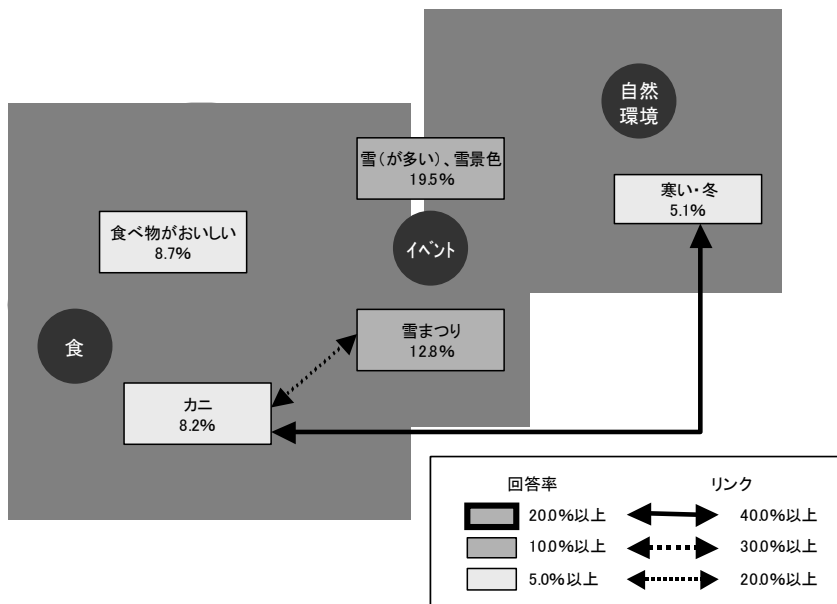 自然
環境
雪（が多い）、雪景色
19.5%
寒い・冬
5.1%
食べ物がおいしい
8.7%
イベント
雪まつり
12.8%
食
カニ
8.2%
回答率 リンク
20.0%以上 40.0%以上
10.0%以上 30.0%以上
5.0%以上 20.0%以上